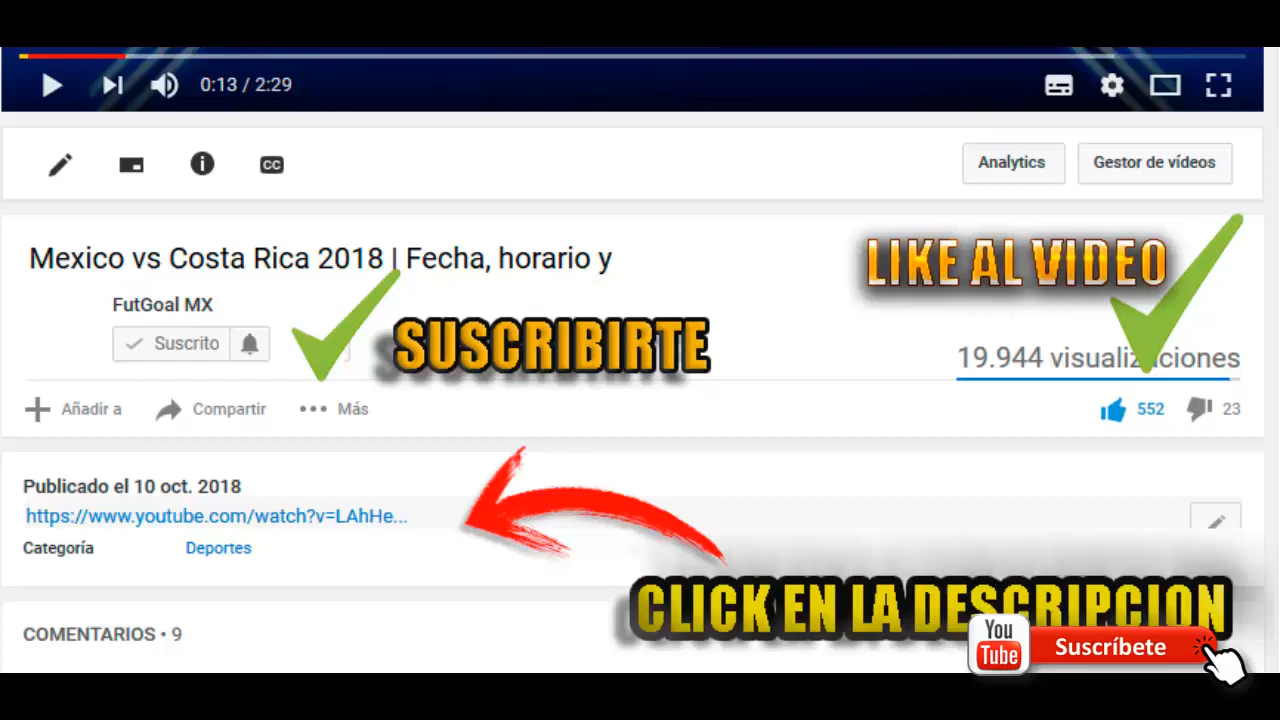 0:13 / 2:29
CC
Analytics
Gestor de vídeos
Mexico vs Costa Rica 2018 | Fecha, horario y
LIKE AL VIDEO
FutGoal MX
Suscrito
SUSCRIBIRTE
19.944 visualizaciones
Añadir a
Compartir
Más
552
23
Publicado el 10 oct. 2018
https://www.youtube.com/watch?v=LAhHe...
Categoría
Deportes
CLICK EN LA DESCRIPCION
COMENTARIOS • 9
You
Tube
Suscríbete